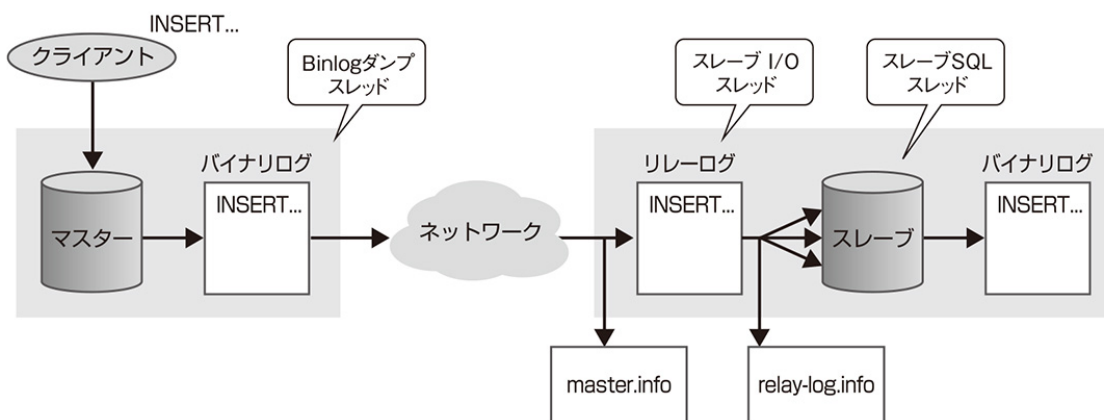 INSERT...
クライアント
Binlogダンプ
スレッド
スレーブ I/O
スレッド
スレーブSQL
スレッド
バイナリログ
INSERT...
マスター
ネットワーク
リレーログ
INSERT...
スレーブ
バイナリログ
INSERT...
master.info
relay-log.info